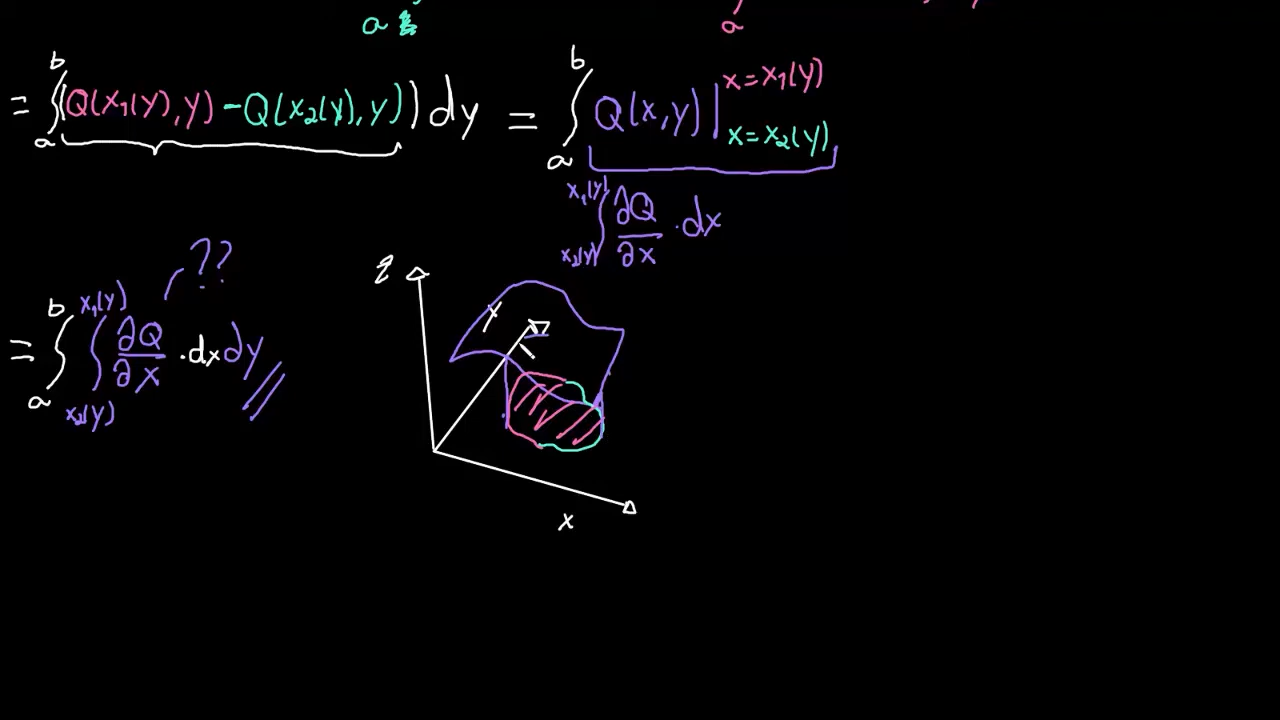 a a
= ∫_a^b (Q(x₁(y), y) - Q(x₂(y), y)) dy = ∫_a^b Q(x,y) |_{x=x₂(y)}^{x=x₁(y)}
∫_{x₂(y)}^{x₁(y)} ∂Q/∂x · dx
??
= ∫_a^b ∫_{x₂(y)}^{x₁(y)} ∂Q/∂x · dx dy
z
y
x